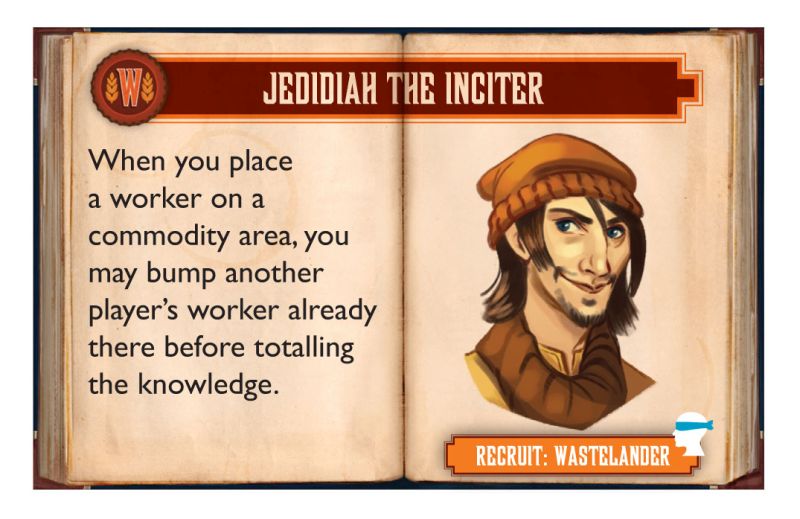 W
JEDIDIAH THE INCITER
When you place
a worker on a
commodity area, you
may bump another
player's worker already
there before totalling
the knowledge.
RECRUIT: WASTELANDER